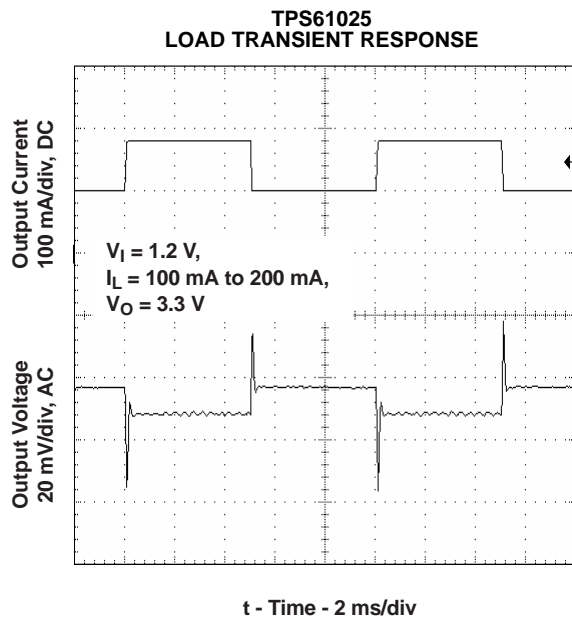 TPS61025
LOAD TRANSIENT RESPONSE
Output Current
100 mA/div, DC
V_I = 1.2 V,
I_L = 100 mA to 200 mA,
V_O = 3.3 V
Output Voltage
20 mV/div, AC
t - Time - 2 ms/div